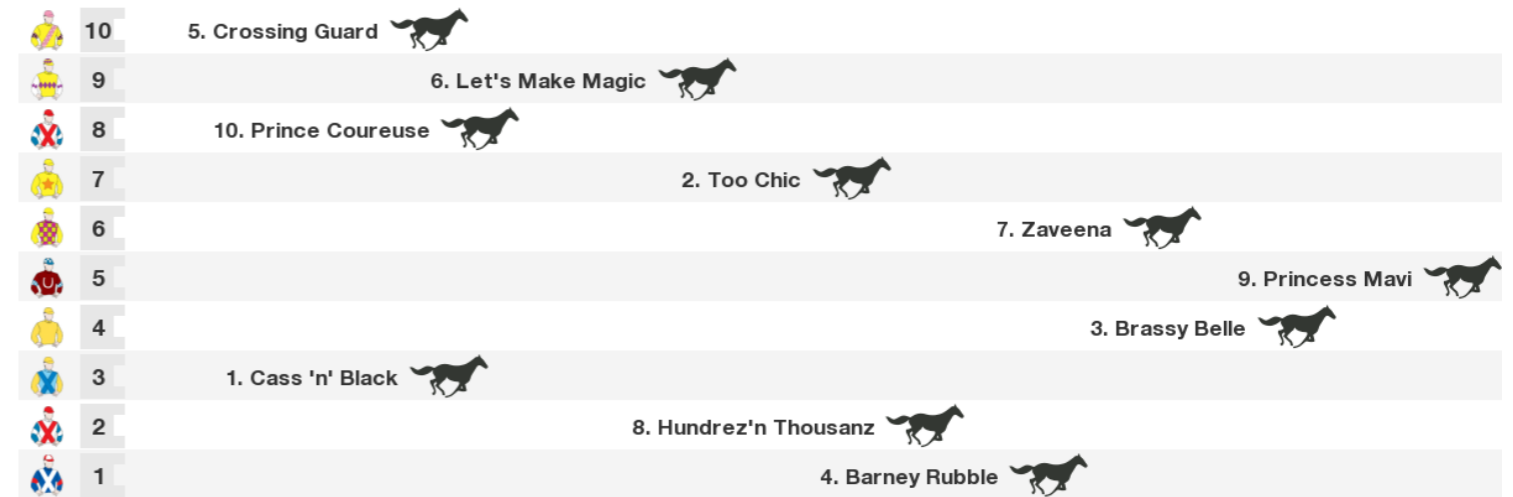 10 5. Crossing Guard
9 6. Let's Make Magic
8 10. Prince Coureuse
7 2. Too Chic
6 7. Zaveena
5 9. Princess Mavi
4 3. Brassy Belle
3 1. Cass 'n' Black
2 8. Hundrez'n Thousanz
1 4. Barney Rubble